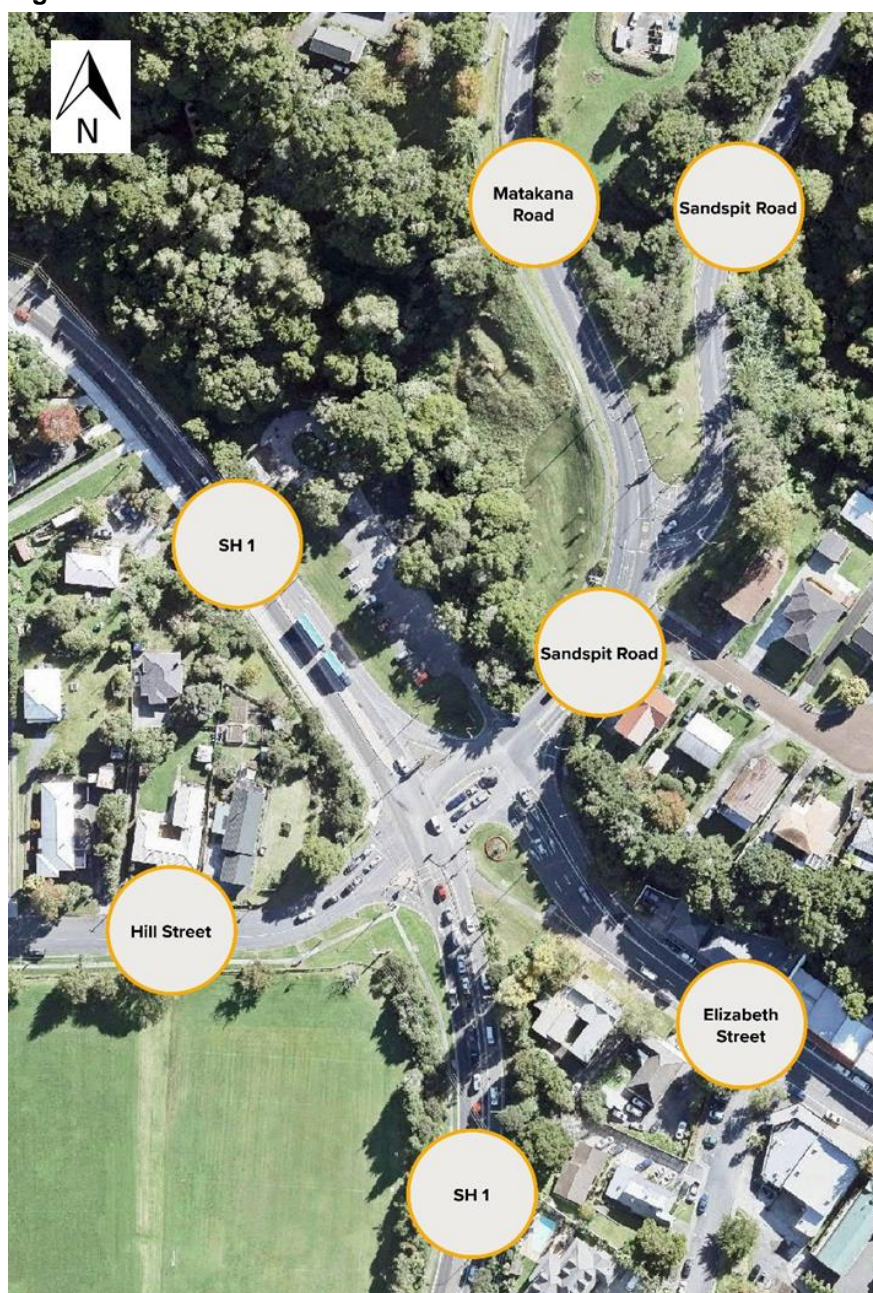 N
Matakana
Road
Sandspit Road
SH 1
Sandspit Road
Hill Street
Elizabeth
Street
SH 1